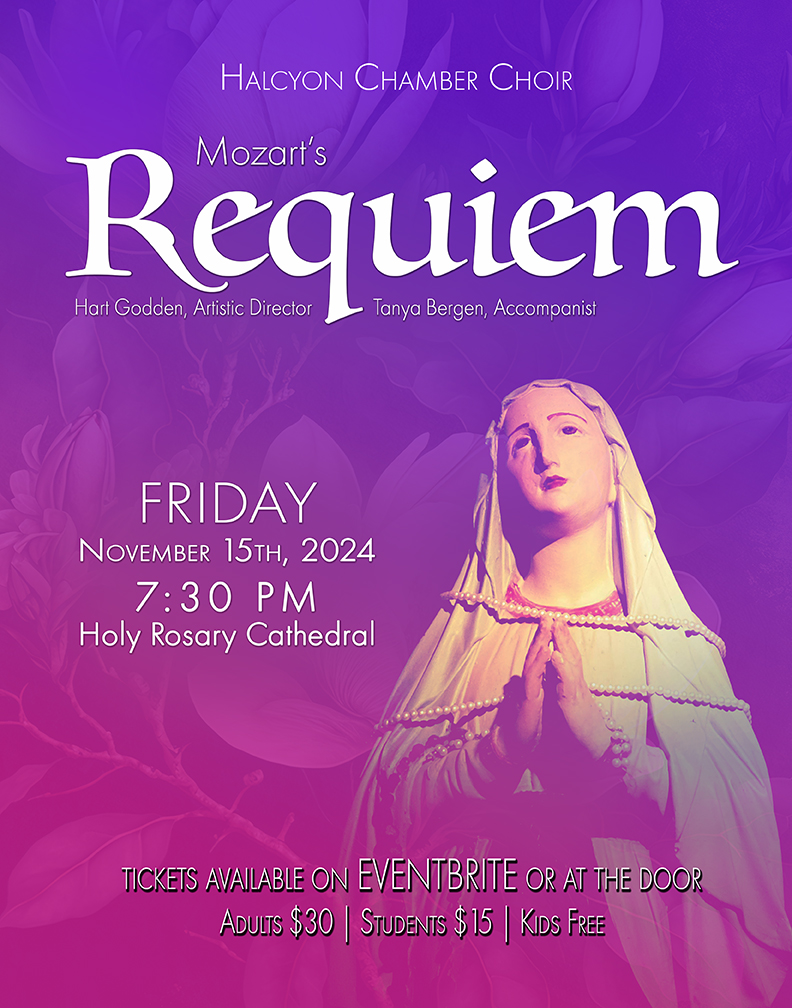 Halcyon Chamber Choir
Mozart's
Requiem
Hart Godden, Artistic Director Tanya Bergen, Accompanist
FRIDAY
November 15th, 2024
7:30 PM
Holy Rosary Cathedral
TICKETS AVAILABLE ON EVENTBRITE OR AT THE DOOR
Adults $30 | Students $15 | Kids Free